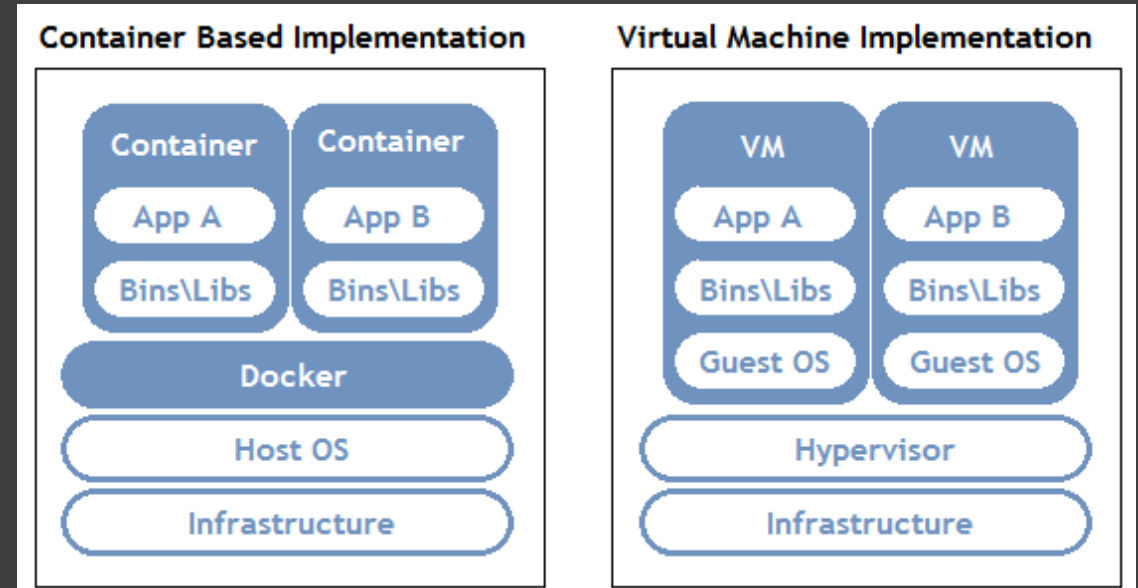 Container Based Implementation
Container
Container
App A
App B
Bins\Libs
Bins\Libs
Docker
Host OS
Infrastructure
Virtual Machine Implementation
VM
VM
App A
App B
Bins\Libs
Bins\Libs
Guest OS
Guest OS
Hypervisor
Infrastructure